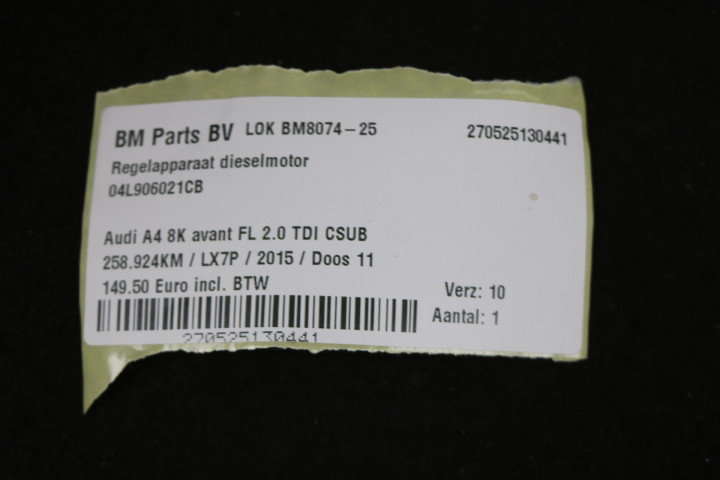 BM Parts BV LOK BM8074-25 270525130441
Regelapparaat dieselmotor
04L906021CB
Audi A4 8K avant FL 2.0 TDI CSUB
258.924KM / LX7P / 2015 / Doos 11
149.50 Euro incl. BTW
Verz: 10
Aantal: 1
270525130441